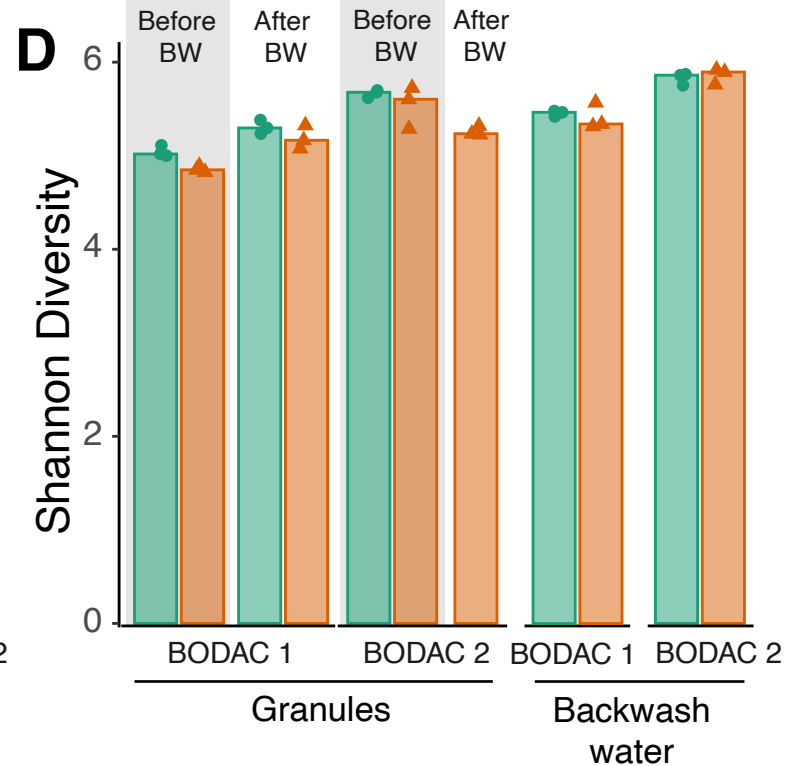 D
Before
BW
After
BW
Before
BW
After
BW
Shannon Diversity
6
4
2
0
2
BODAC 1
BODAC 2
BODAC 1
BODAC 2
Granules
Backwash
water